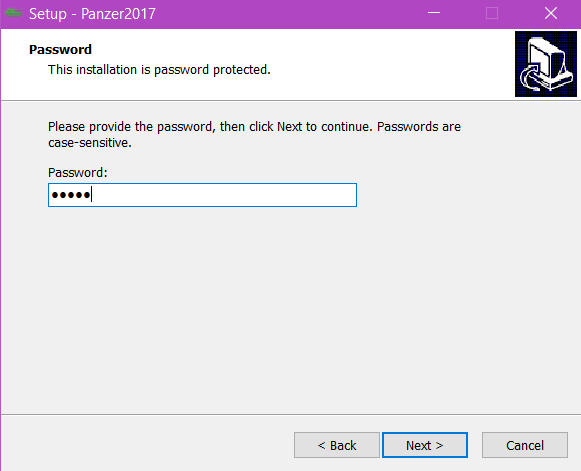 Setup - Panzer2017
Password
This installation is password protected.
Please provide the password, then click Next to continue. Passwords are
case-sensitive.
Password:
●●●●●
< Back
Next >
Cancel